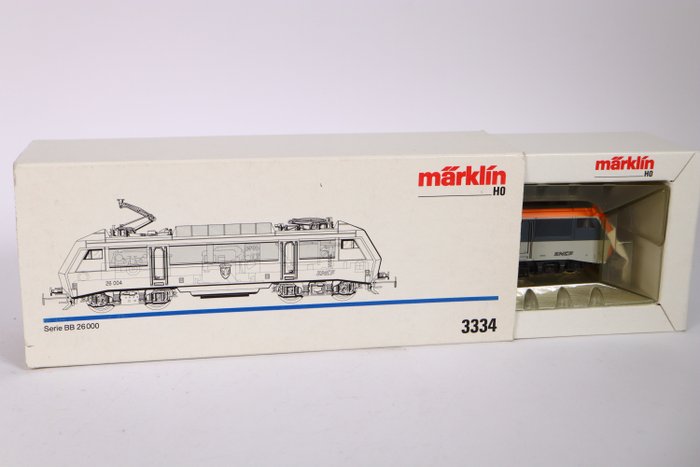 märklin
H0
26 004
SNCF
Serie BB 26000
3334
märklin
H0
SNCF